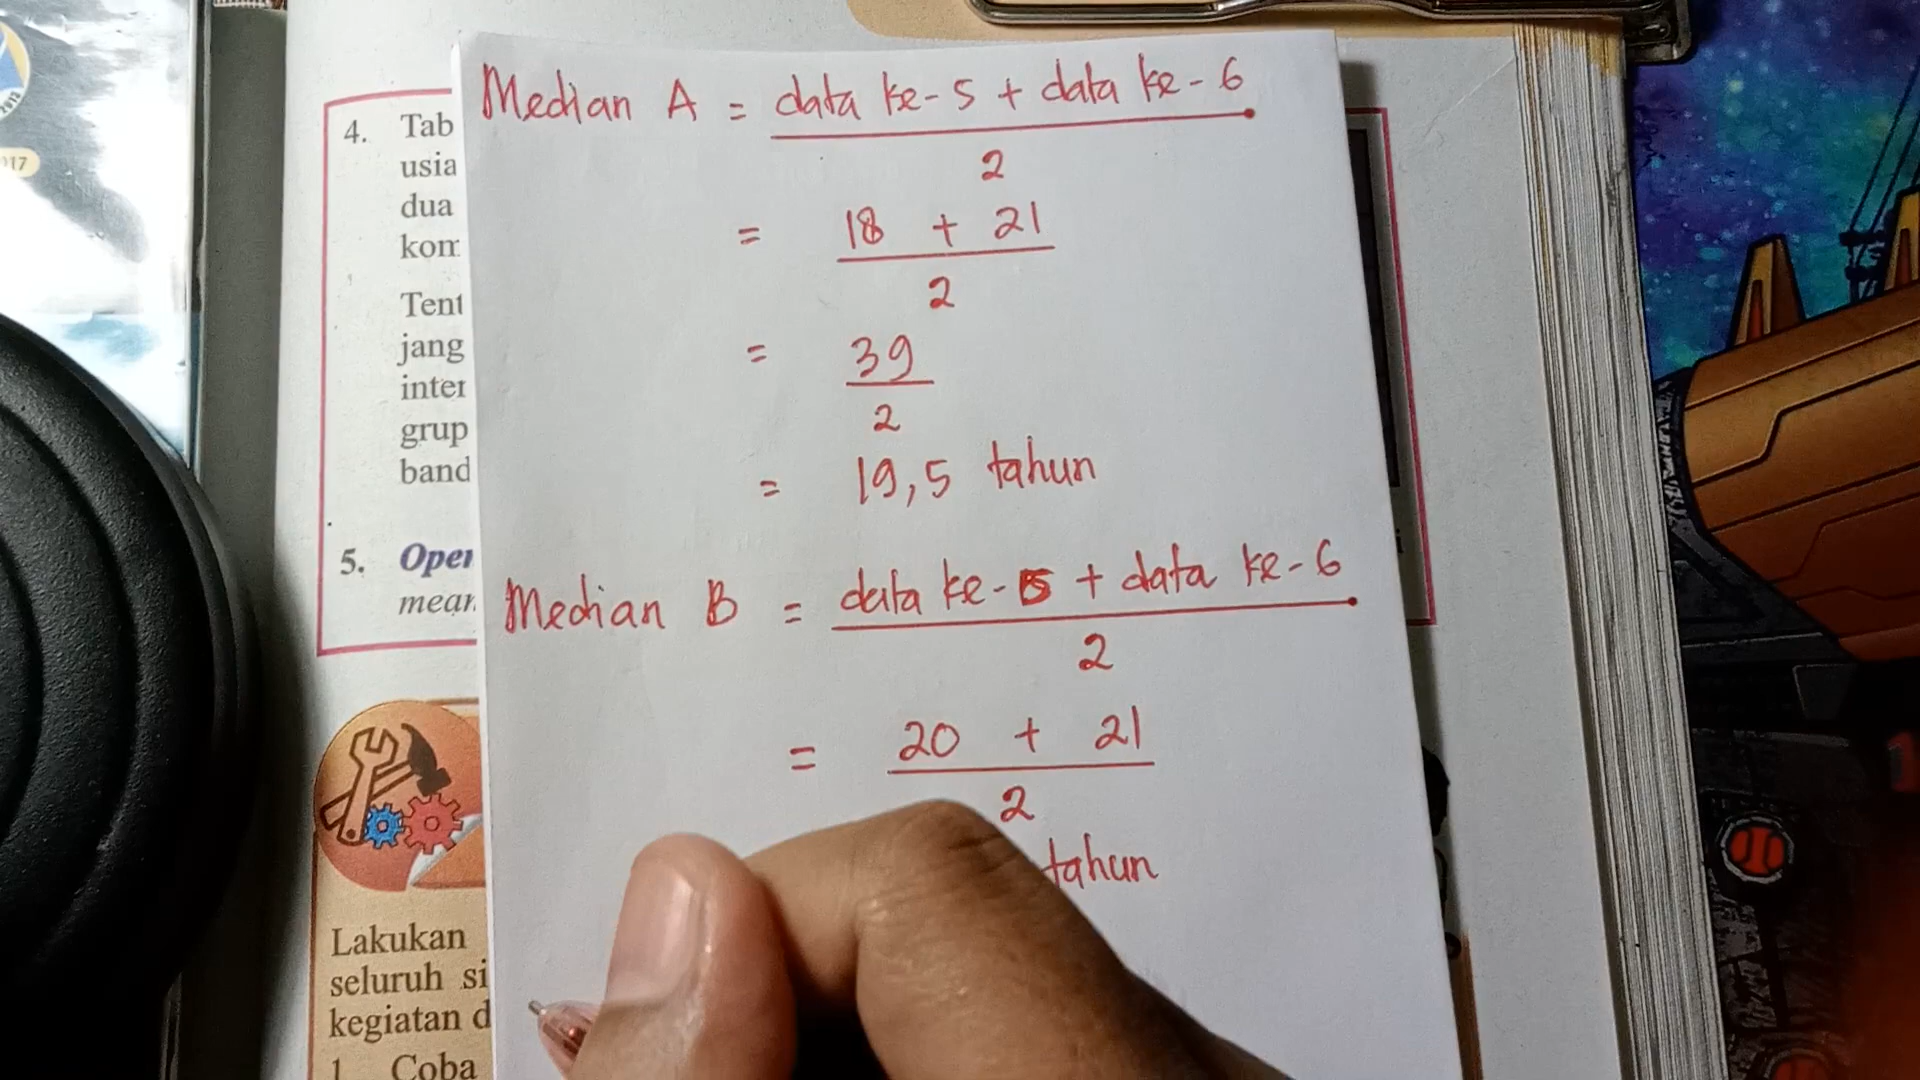 Median A = data ke-5 + data ke-6
2
= 18 + 21
2
= 39
2
= 19,5 tahun
Median B = data ke-5 + data ke-6
2
= 20 + 21
2
tahun
4. Tab
usia
dua
kom
Tent
jang
inter
grup
band
5. Oper
mean
Lakukan
seluruh si
kegiatan d
1. Coba
017